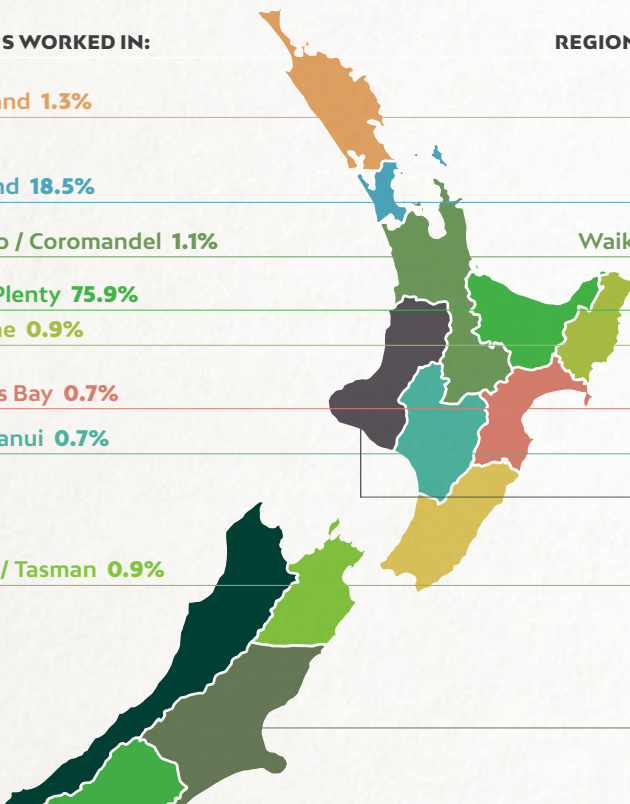 S WORKED IN:
REGION
and 1.3%
nd 18.5%
o / Coromandel 1.1%
Waik
Plenty 75.9%
ne 0.9%
s Bay 0.7%
anui 0.7%
/ Tasman 0.9%